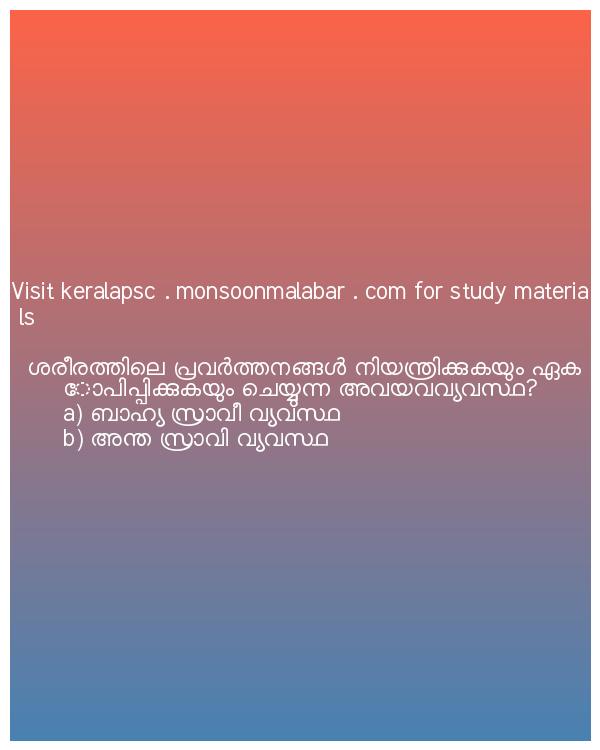 Visit keralapsc . monsoonmalabar . com for study materia
ls
ശരീരത്തിലെ പ്രവർത്തനങ്ങൾ നിയന്ത്രിക്കുകയും ഏക
ോപിപ്പിക്കുകയും ചെയ്യുന്ന അവയവവ്യവസ്ഥ?
a) ബാഹ്യ സ്രാവീ വ്യവസ്ഥ
b) അന്ത സ്രാവി വ്യവസ്ഥ